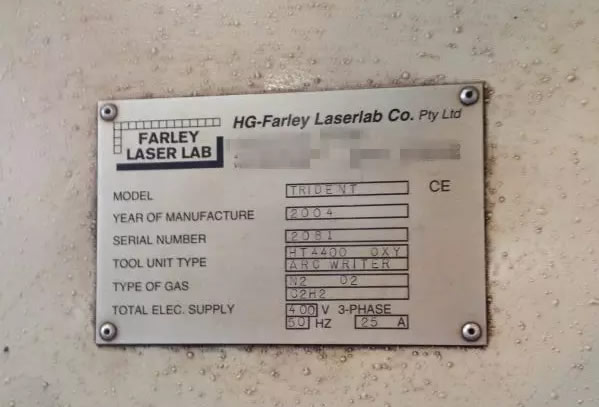 FARLEY
LASER LAB
HG-Farley Laserlab Co. Pty Ltd
MODEL TRIDENT CE
YEAR OF MANUFACTURE 2004
SERIAL NUMBER 2081
HT4400 OXY
TOOL UNIT TYPE ARC WRITER
TYPE OF GAS N2 O2
C2H2
TOTAL ELEC. SUPPLY 400 V 3-PHASE
50 HZ 25 A